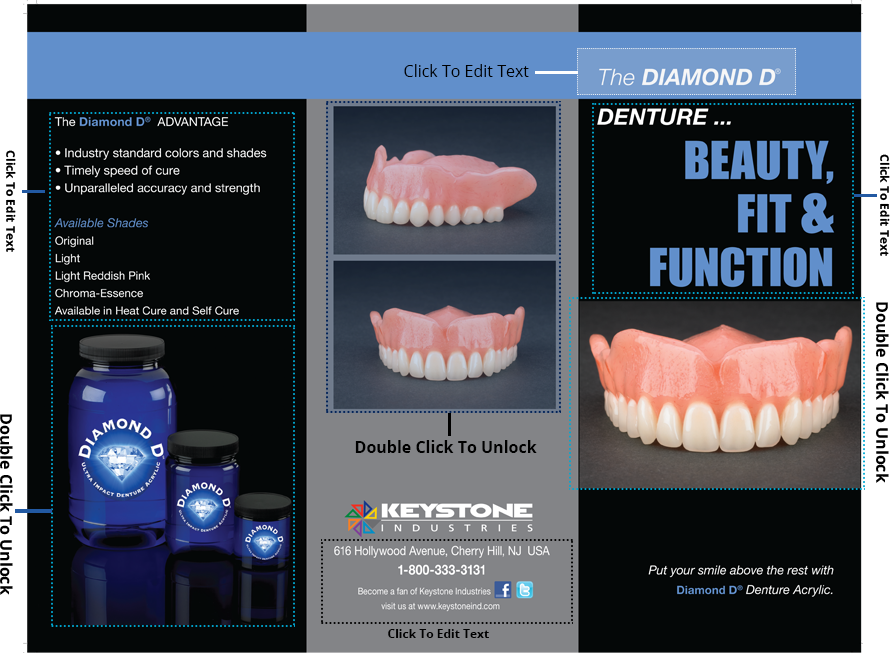 Click To Edit Text
The DIAMOND D®
The Diamond D® ADVANTAGE
• Industry standard colors and shades
• Timely speed of cure
• Unparalleled accuracy and strength
Available Shades
Original
Light
Light Reddish Pink
Chroma-Essence
Available in Heat Cure and Self Cure
Click To Edit Text
DIAMOND D
ULTRA IMPACT DENTURE ACRYLIC
DIAMOND D
ULTRA IMPACT DENTURE ACRYLIC
DIAMOND D
Double Click To Unlock
Double Click To Unlock
KEYSTONE
INDUSTRIES
616 Hollywood Avenue, Cherry Hill, NJ USA
1-800-333-3131
Become a fan of Keystone Industries
visit us at www.keystoneind.com
Click To Edit Text
DENTURE ...
BEAUTY,
FIT &
FUNCTION
Click To Edit Text
Double Click To Unlock
Put your smile above the rest with
Diamond D® Denture Acrylic.